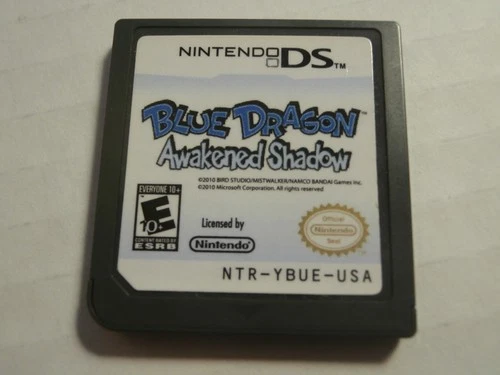 NINTENDO DS™
BLUE DRAGON
Awakened Shadow
©2010 BIRD STUDIO/MISTWALKER/NAMCO BANDAI Games Inc.
©2010 Microsoft Corporation. All rights reserved
EVERYONE 10+
E
10+
CONTENT RATED BY
ESRB
Licensed by
Nintendo
Official
Nintendo
Seal
NTR-YBUE-USA